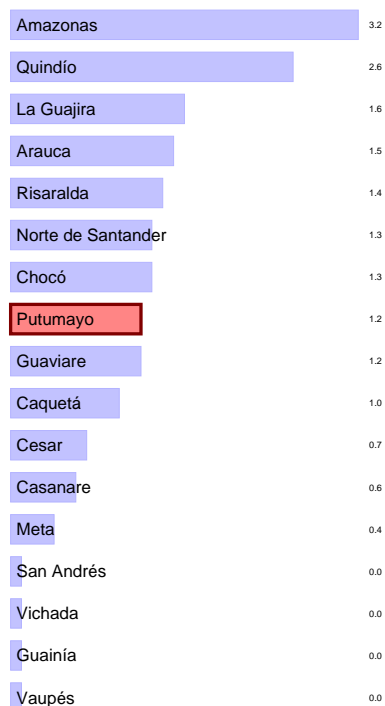 Amazonas 3.2
Quindío 2.6
La Guajira 1.6
Arauca 1.5
Risaralda 1.4
Norte de Santander 1.3
Chocó 1.3
Putumayo 1.2
Guaviare 1.2
Caquetá 1.0
Cesar 0.7
Casanare 0.6
Meta 0.4
San Andrés 0.0
Vichada 0.0
Guainía 0.0
Vaupés 0.0